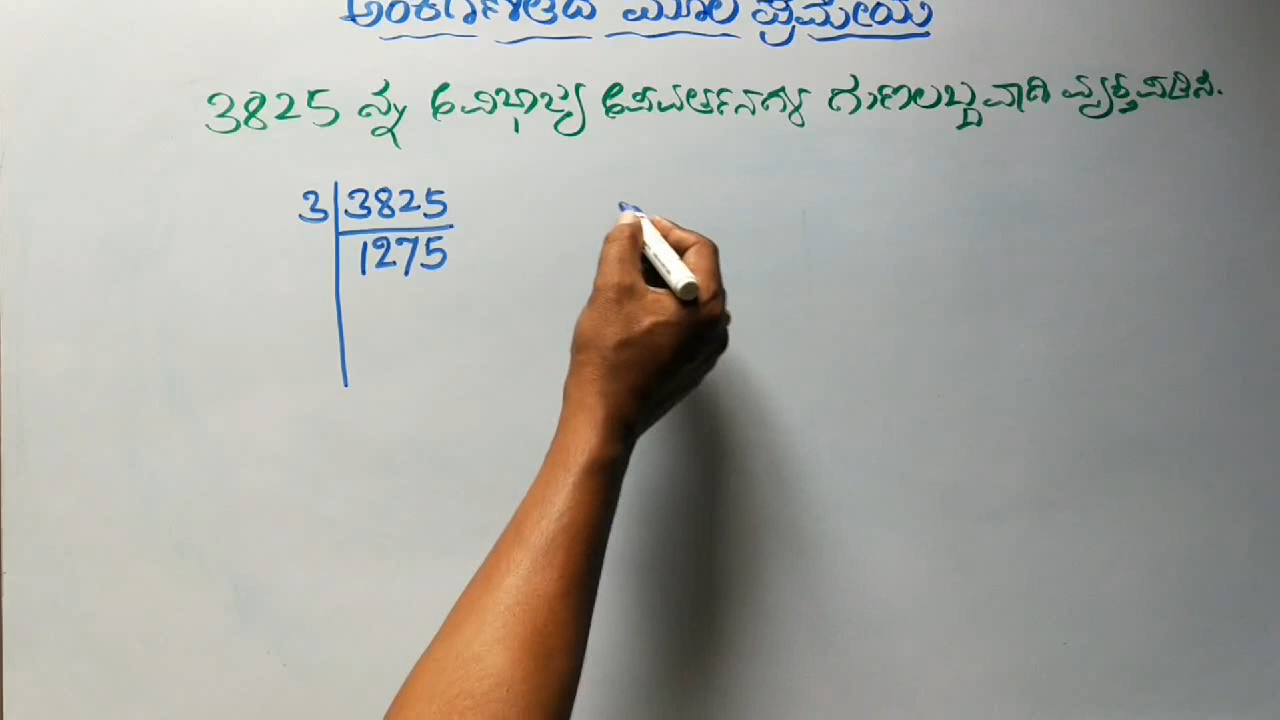 ಅಂಕಗಣಿತದ ಮೂಲ ಪ್ರಮೇಯ
3825 ನ್ನು ಅವಿಭಾಜ್ಯ ಅಪವರ್ತನಗಳ ಗುಣಲಬ್ಧವಾಗಿ ವ್ಯಕ್ತಪಡಿಸಿ.
3 3825
1275